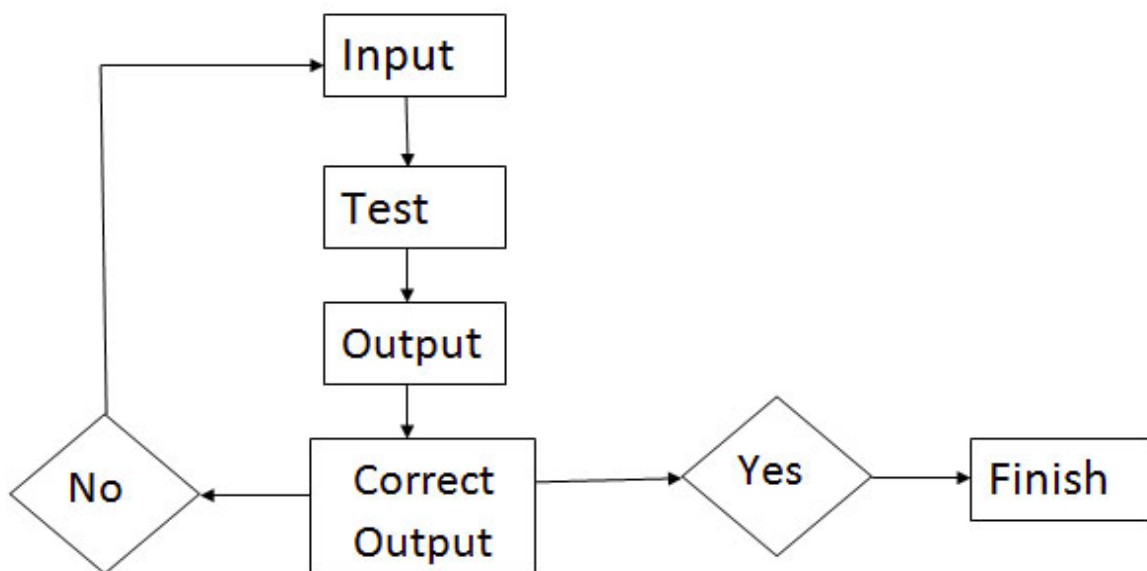 Input
Test
Output
Correct
Output
No
Yes
Finish